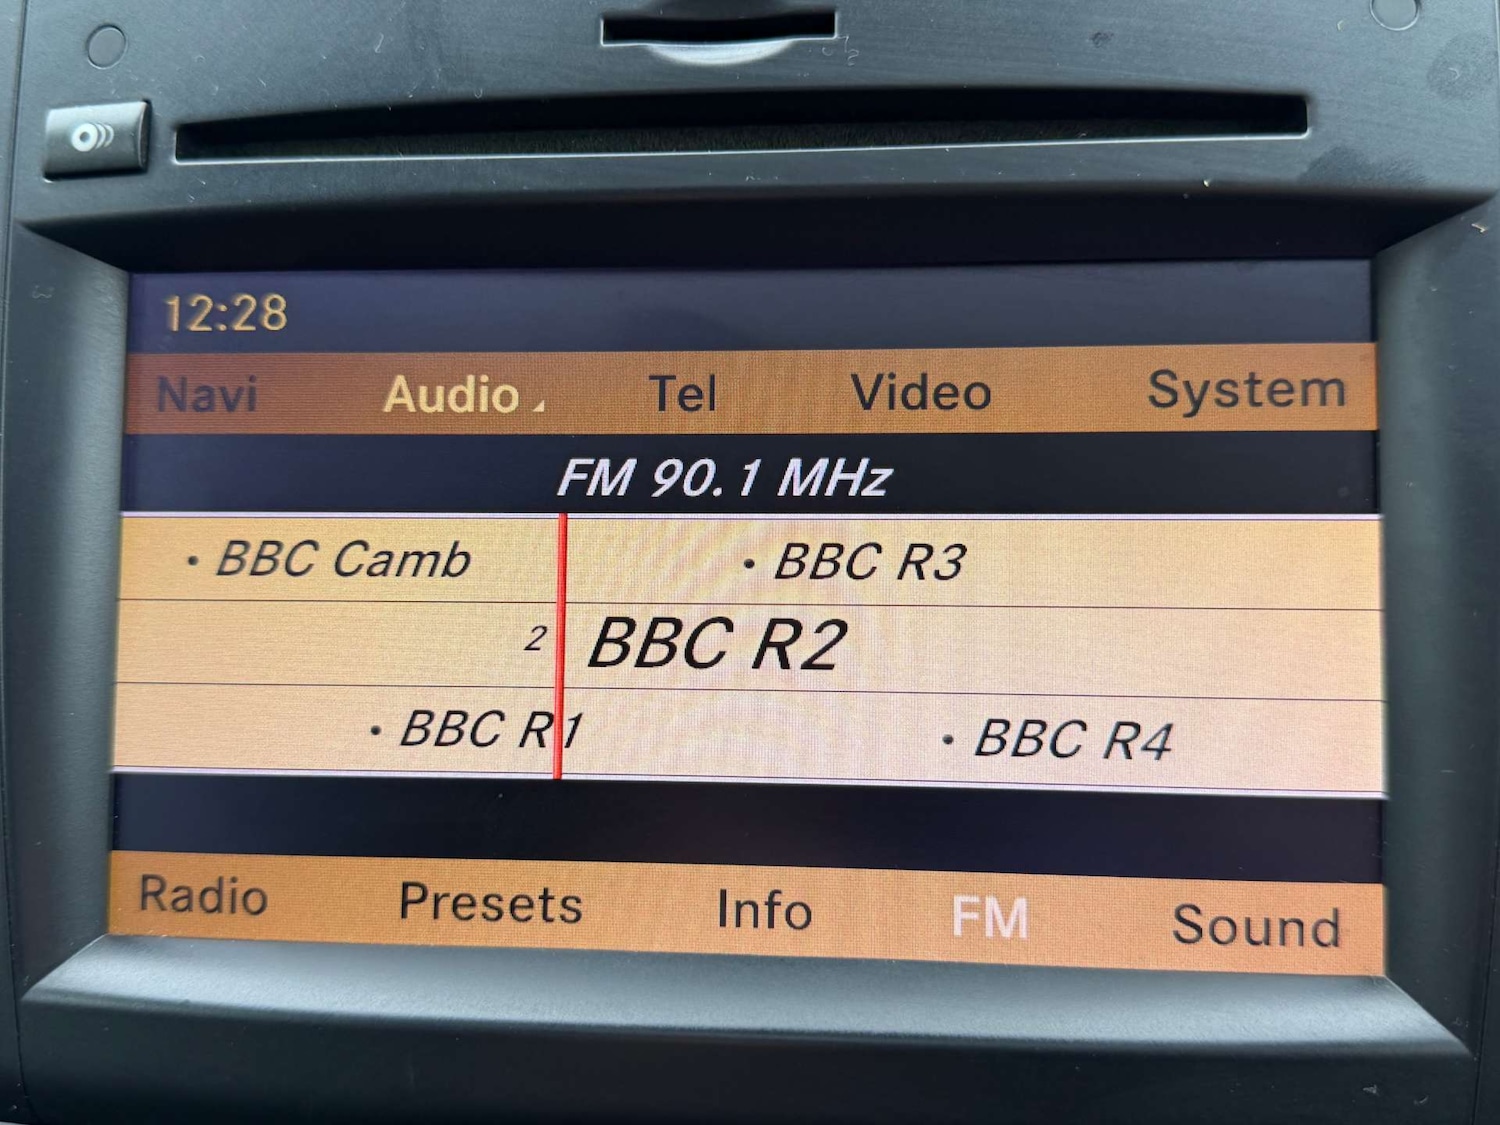 12:28
Navi Audio Tel Video System
FM 90.1 MHz
· BBC Camb · BBC R3
2 BBC R2
· BBC R1 · BBC R4
Radio Presets Info FM Sound